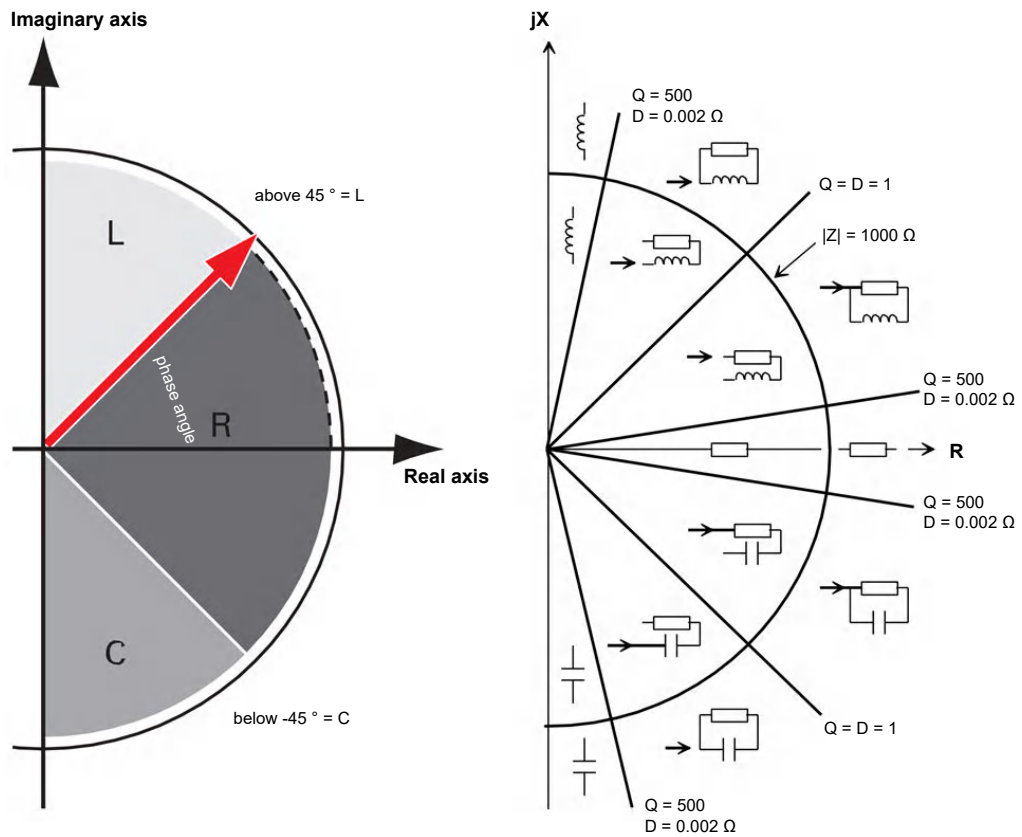 Imaginary axis
above 45 ° = L
L
phase angle
R
Real axis
C
below -45 ° = C
jX
Q = 500
D = 0.002 Ω
Q = D = 1
|Z| = 1000 Ω
Q = 500
D = 0.002 Ω
R
Q = 500
D = 0.002 Ω
Q = D = 1
Q = 500
D = 0.002 Ω